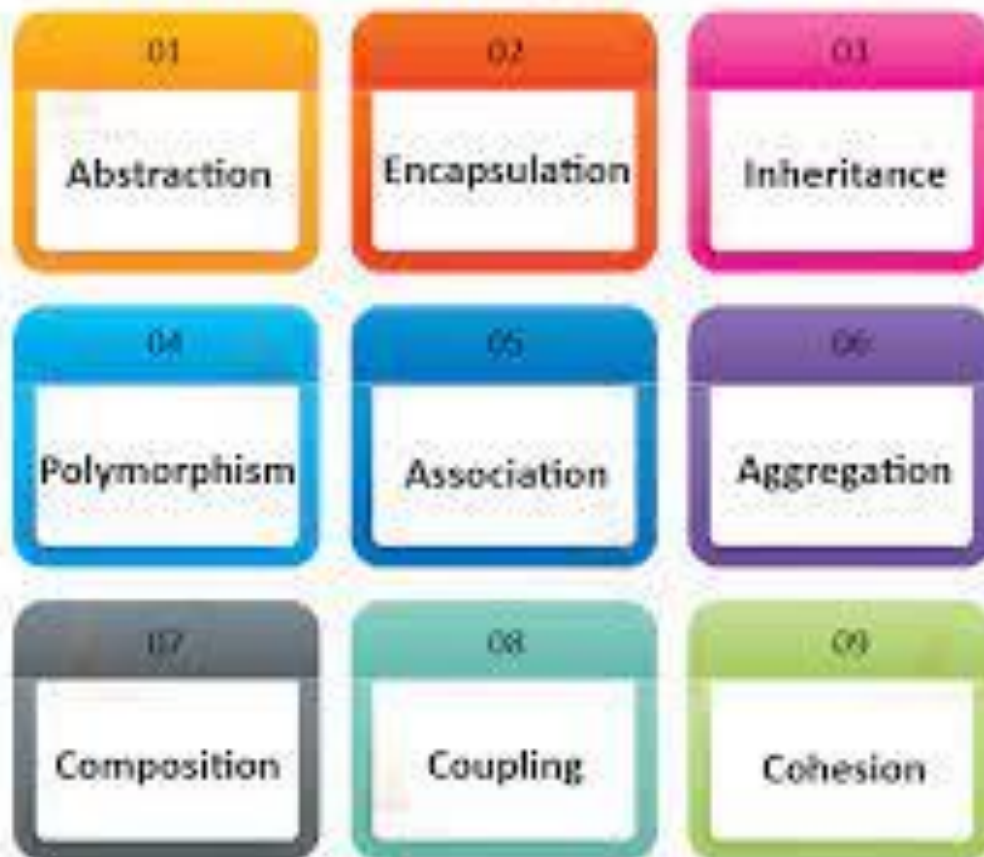 01
02
03
Abstraction
Encapsulation
Inheritance
04
05
06
Polymorphism
Association
Aggregation
07
08
09
Composition
Coupling
Cohesion